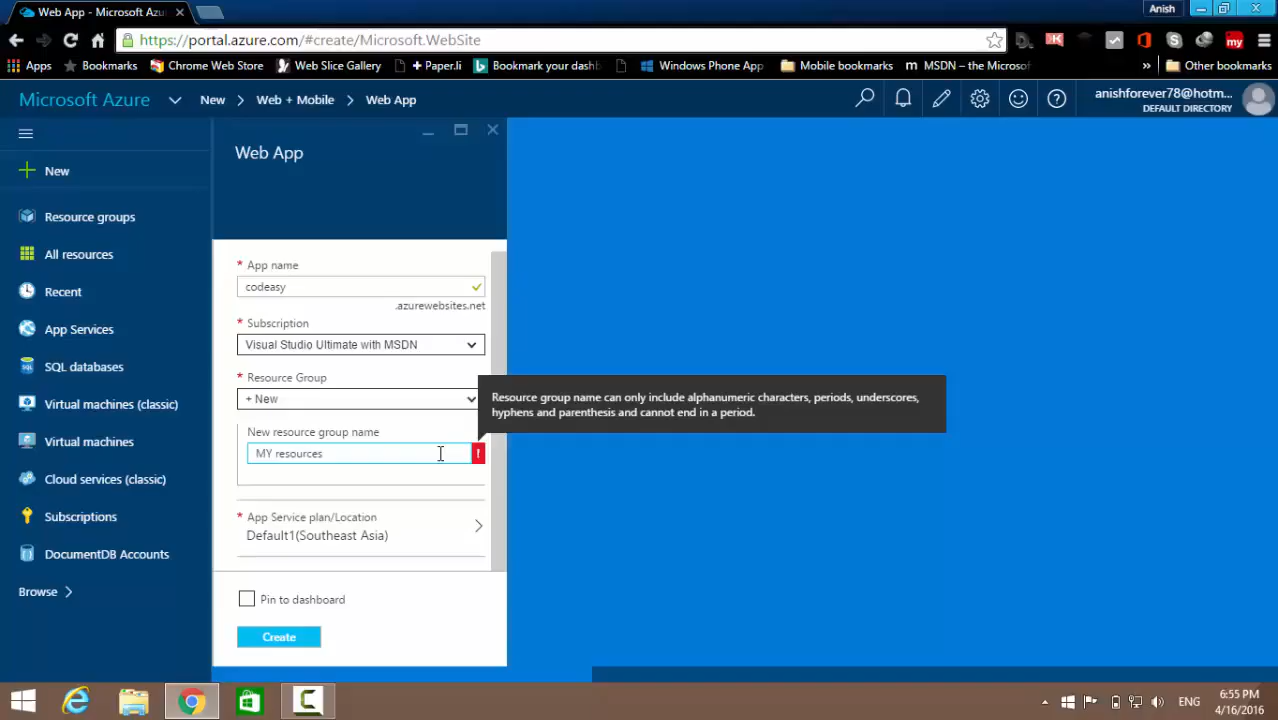 Web App - Microsoft Azu
Anish
https://portal.azure.com/#create/Microsoft.WebSite
Apps
Bookmarks
Chrome Web Store
Web Slice Gallery
+ Paper.li
Bookmark your dashb
Windows Phone App
Mobile bookmarks
MSDN – the Microsof
»
Other bookmarks
Microsoft Azure
New > Web + Mobile > Web App
anishforever78@hotm...
DEFAULT DIRECTORY
New
Resource groups
All resources
Recent
App Services
SQL databases
Virtual machines (classic)
Virtual machines
Cloud services (classic)
Subscriptions
DocumentDB Accounts
Browse >
Web App
* App name
codeasy
.azurewebsites.net
* Subscription
Visual Studio Ultimate with MSDN
* Resource Group
+ New
Resource group name can only include alphanumeric characters, periods, underscores,
hyphens and parenthesis and cannot end in a period.
New resource group name
MY resources
!
* App Service plan/Location
Default1(Southeast Asia)
Pin to dashboard
Create
ENG
6:55 PM
4/16/2016